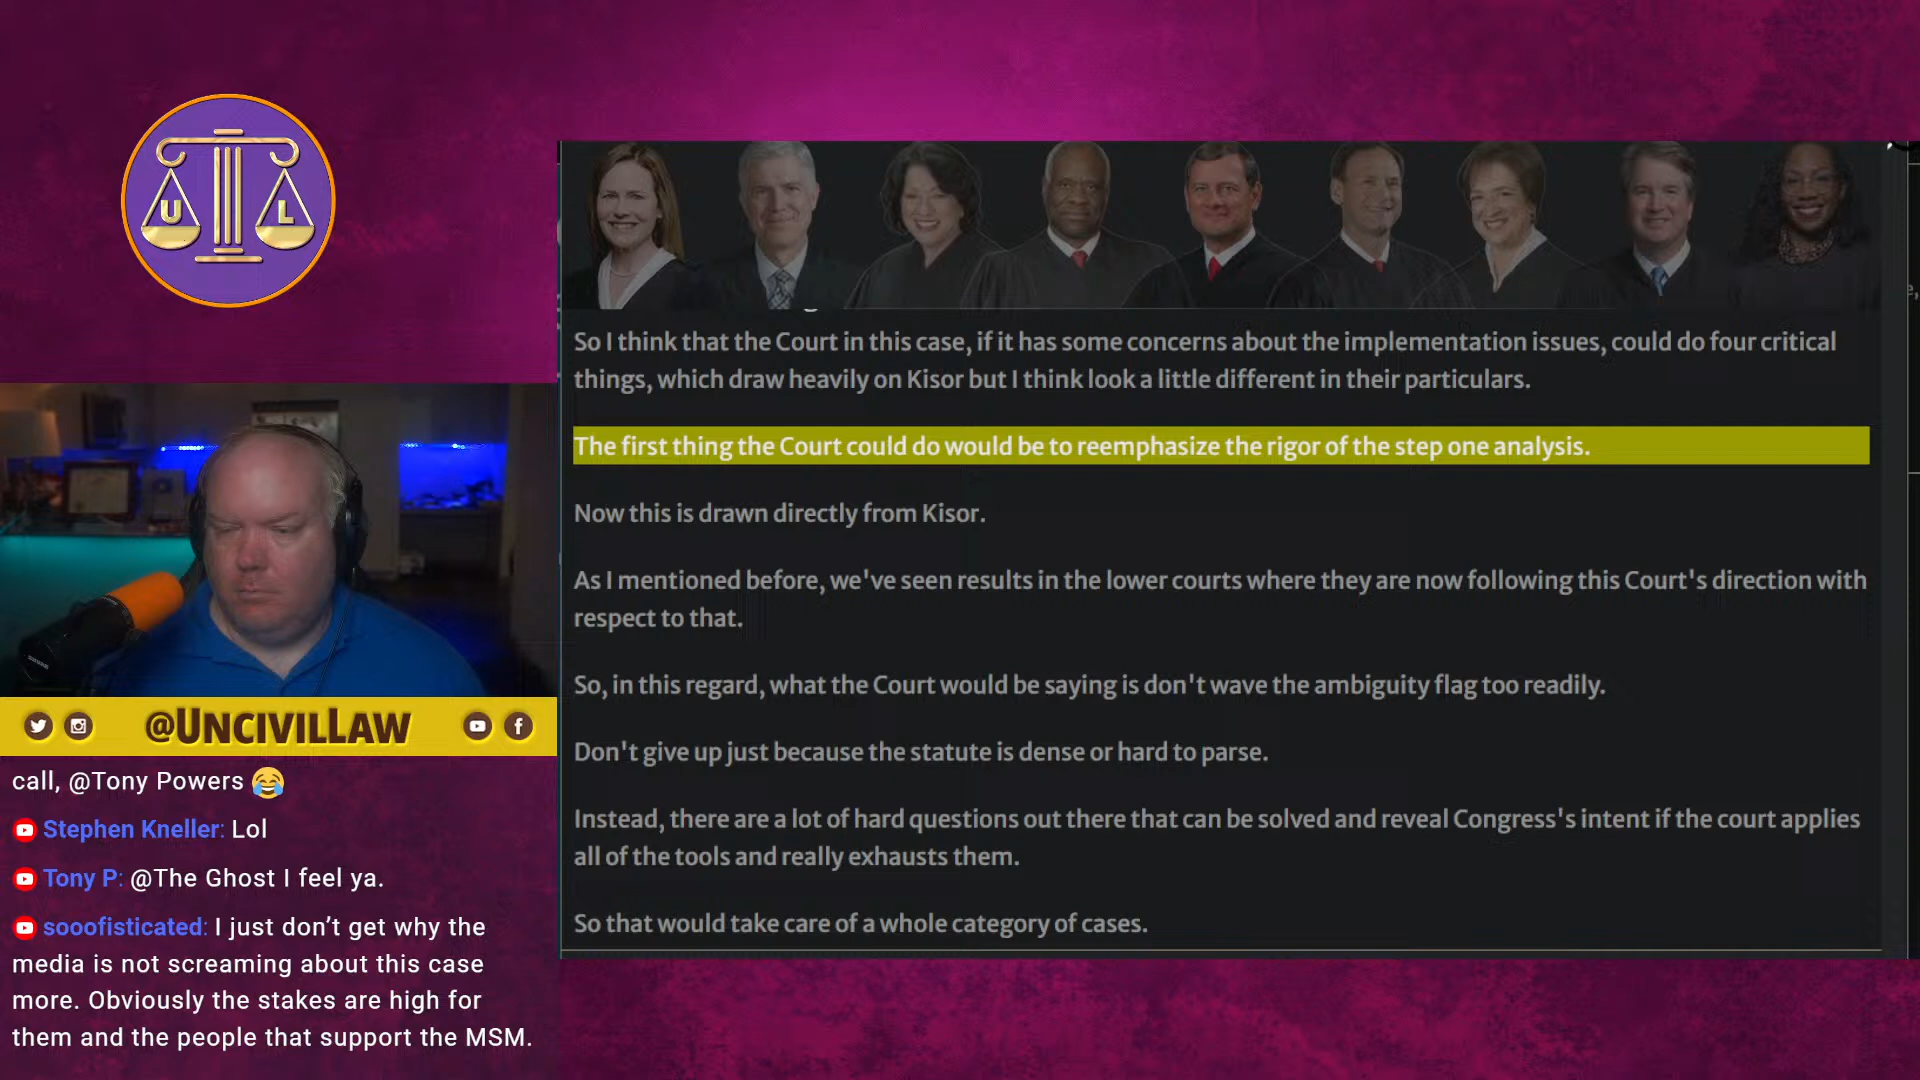 U L
So I think that the Court in this case, if it has some concerns about the implementation issues, could do four critical
things, which draw heavily on Kisor but I think look a little different in their particulars.
The first thing the Court could do would be to reemphasize the rigor of the step one analysis.
Now this is drawn directly from Kisor.
As I mentioned before, we've seen results in the lower courts where they are now following this Court's direction with
respect to that.
So, in this regard, what the Court would be saying is don't wave the ambiguity flag too readily.
Don't give up just because the statute is dense or hard to parse.
Instead, there are a lot of hard questions out there that can be solved and reveal Congress's intent if the court applies
all of the tools and really exhausts them.
So that would take care of a whole category of cases.
SHURE
@UNCIVILLAW
call, @Tony Powers 😂
Stephen Kneller: Lol
Tony P: @The Ghost I feel ya.
sooofisticated: I just don’t get why the
media is not screaming about this case
more. Obviously the stakes are high for
them and the people that support the MSM.